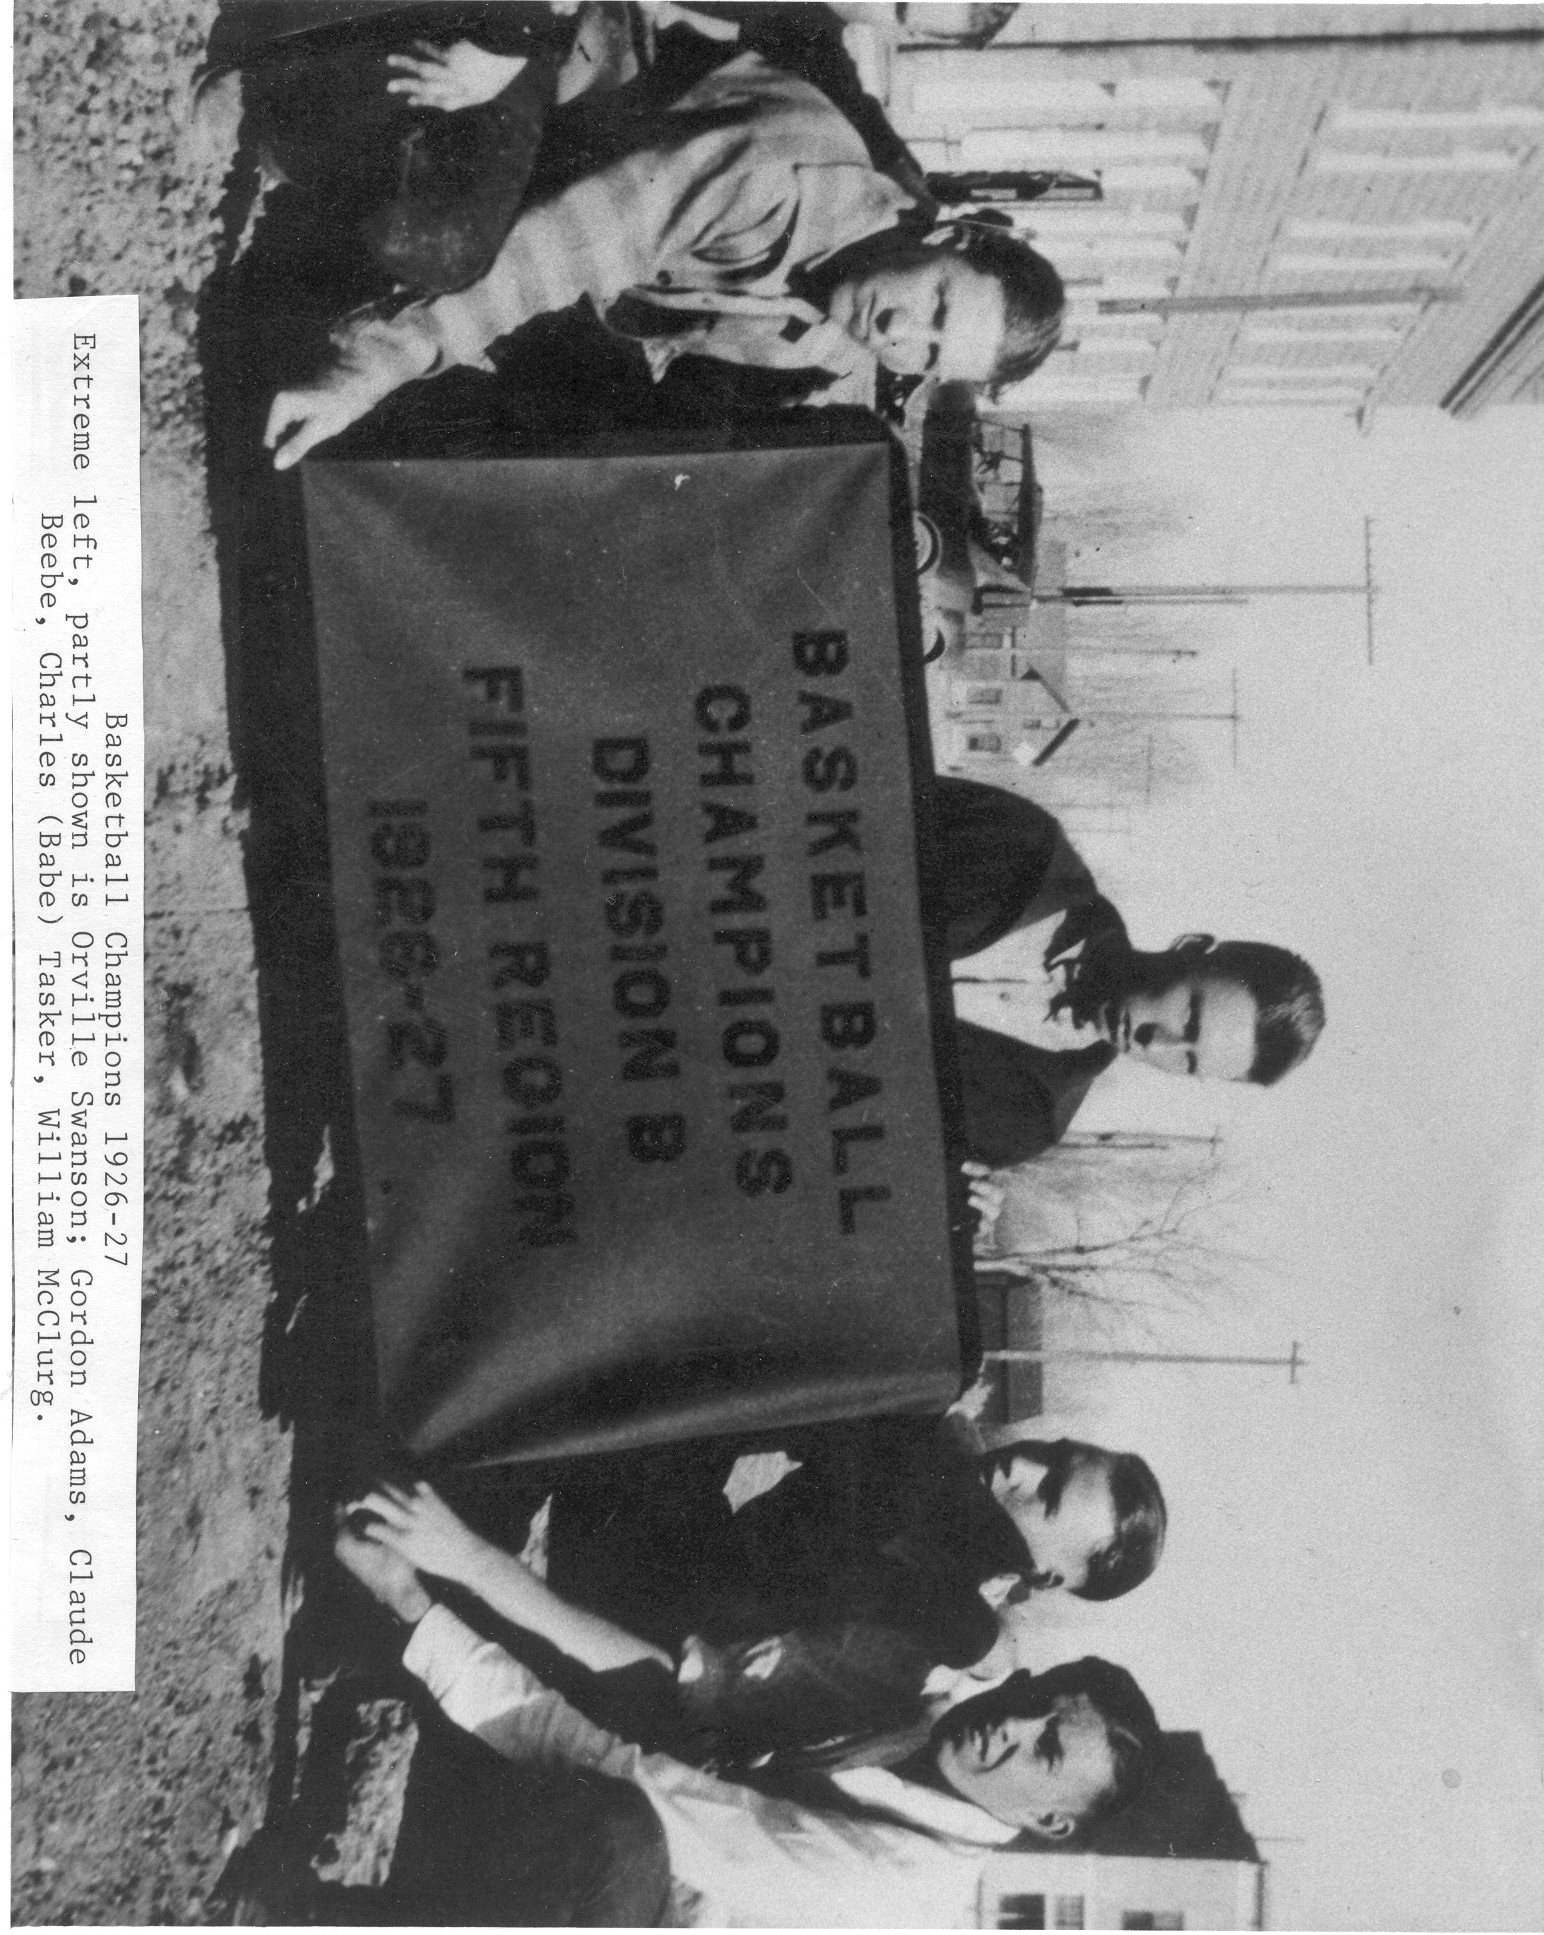 BASKETBALL
CHAMPIONS
DIVISION B
FIFTH REGION
1926-27
Basketball Champions 1926-27
Extreme left, partly shown is Orville Swanson; Gordon Adams, Claude
Beebe, Charles (Babe) Tasker, William McClurg.